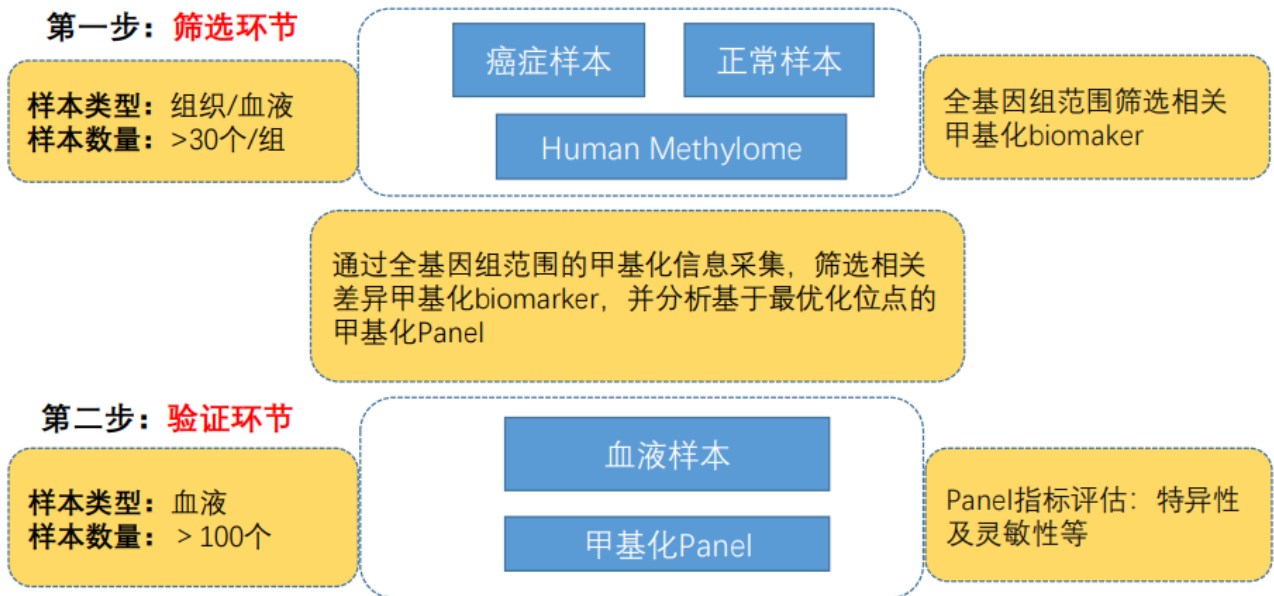 第一步：筛选环节
样本类型：组织/血液
样本数量：>30个/组
癌症样本
正常样本
Human Methylome
全基因组范围筛选相关
甲基化biomaker
通过全基因组范围的甲基化信息采集，筛选相关
差异甲基化biomarker，并分析基于最优化位点的
甲基化Panel
第二步：验证环节
样本类型：血液
样本数量：＞100个
血液样本
甲基化Panel
Panel指标评估：特异性
及灵敏性等